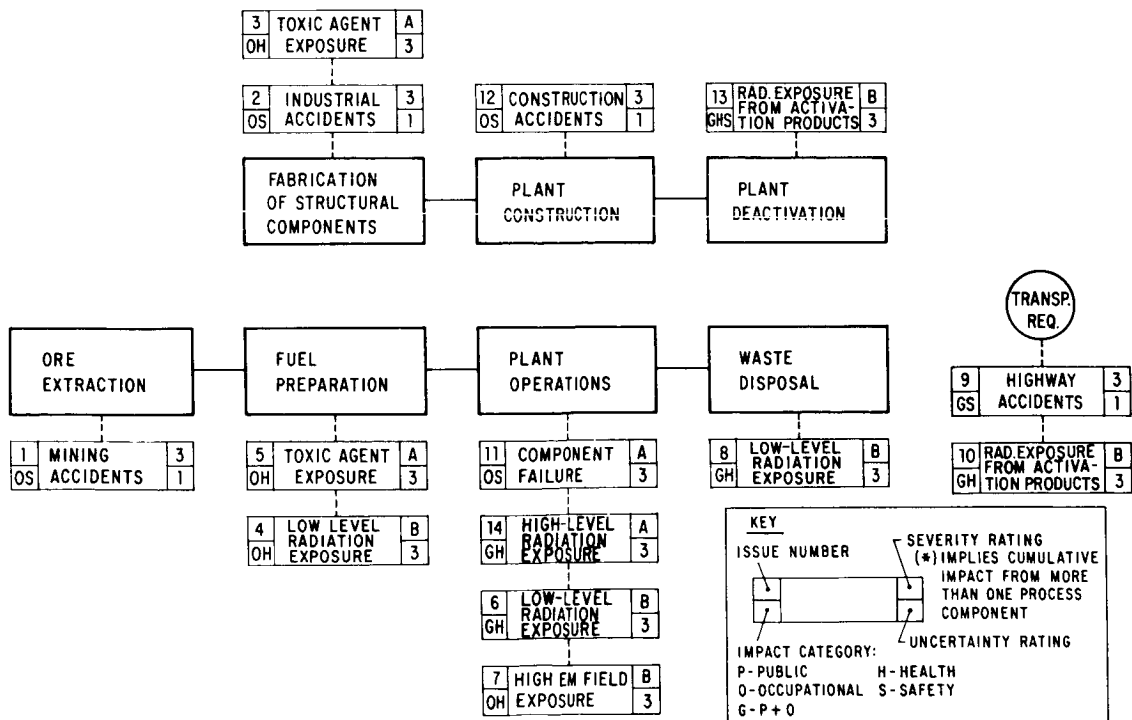 3 TOXIC AGENT A
OH EXPOSURE 3
2 INDUSTRIAL 3
OS ACCIDENTS 1
12 CONSTRUCTION 3
OS ACCIDENTS 1
13 RAD. EXPOSURE B
FROM ACTIVA-
GHS TION PRODUCTS 3
FABRICATION
OF STRUCTURAL
COMPONENTS
PLANT
CONSTRUCTION
PLANT
DEACTIVATION
TRANSP.
REQ.
ORE
EXTRACTION
FUEL
PREPARATION
PLANT
OPERATIONS
WASTE
DISPOSAL
9 HIGHWAY 3
GS ACCIDENTS 1
10 RAD. EXPOSURE B
FROM ACTIVA-
GH TION PRODUCTS 3
1 MINING 3
OS ACCIDENTS 1
5 TOXIC AGENT A
OH EXPOSURE 3
4 LOW LEVEL B
RADIATION
OH EXPOSURE 3
11 COMPONENT A
OS FAILURE 3
14 HIGH-LEVEL A
RADIATION
GH EXPOSURE 3
6 LOW-LEVEL B
RADIATION
GH EXPOSURE 3
7 HIGH EM FIELD B
OH EXPOSURE 3
8 LOW-LEVEL B
RADIATION
GH EXPOSURE 3
KEY
ISSUE NUMBER
SEVERITY RATING
(*) IMPLIES CUMULATIVE
IMPACT FROM MORE
THAN ONE PROCESS
COMPONENT
UNCERTAINTY RATING
IMPACT CATEGORY:
P-PUBLIC H-HEALTH
O-OCCUPATIONAL S-SAFETY
G-P+O